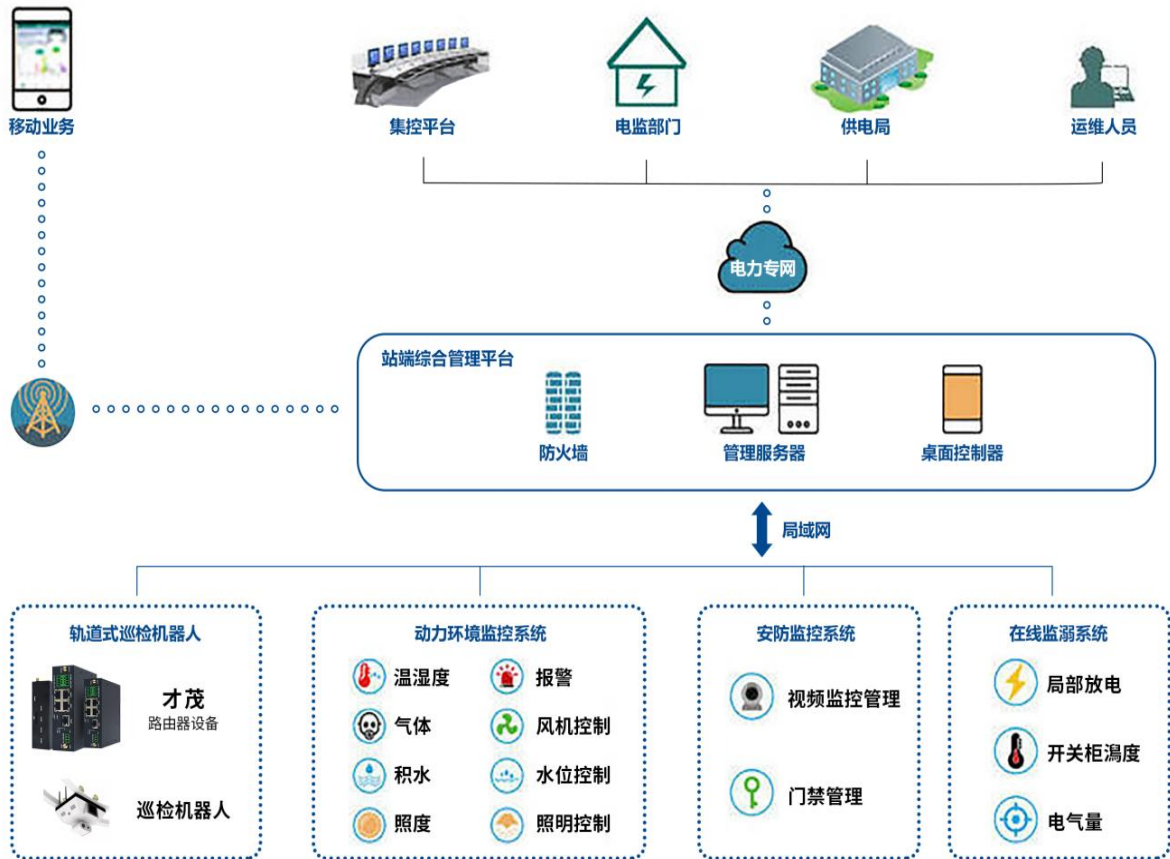 移动业务
集控平台
电监部门
供电局
运维人员
电力专网
站端综合管理平台
防火墙
管理服务器
桌面控制器
局域网
轨道式巡检机器人
才茂
路由器设备
巡检机器人
动力环境监控系统
温湿度
报警
气体
风机控制
积水
水位控制
照度
照明控制
安防监控系统
视频监控管理
门禁管理
在线监溺系统
局部放电
开关柜潟度
电气量